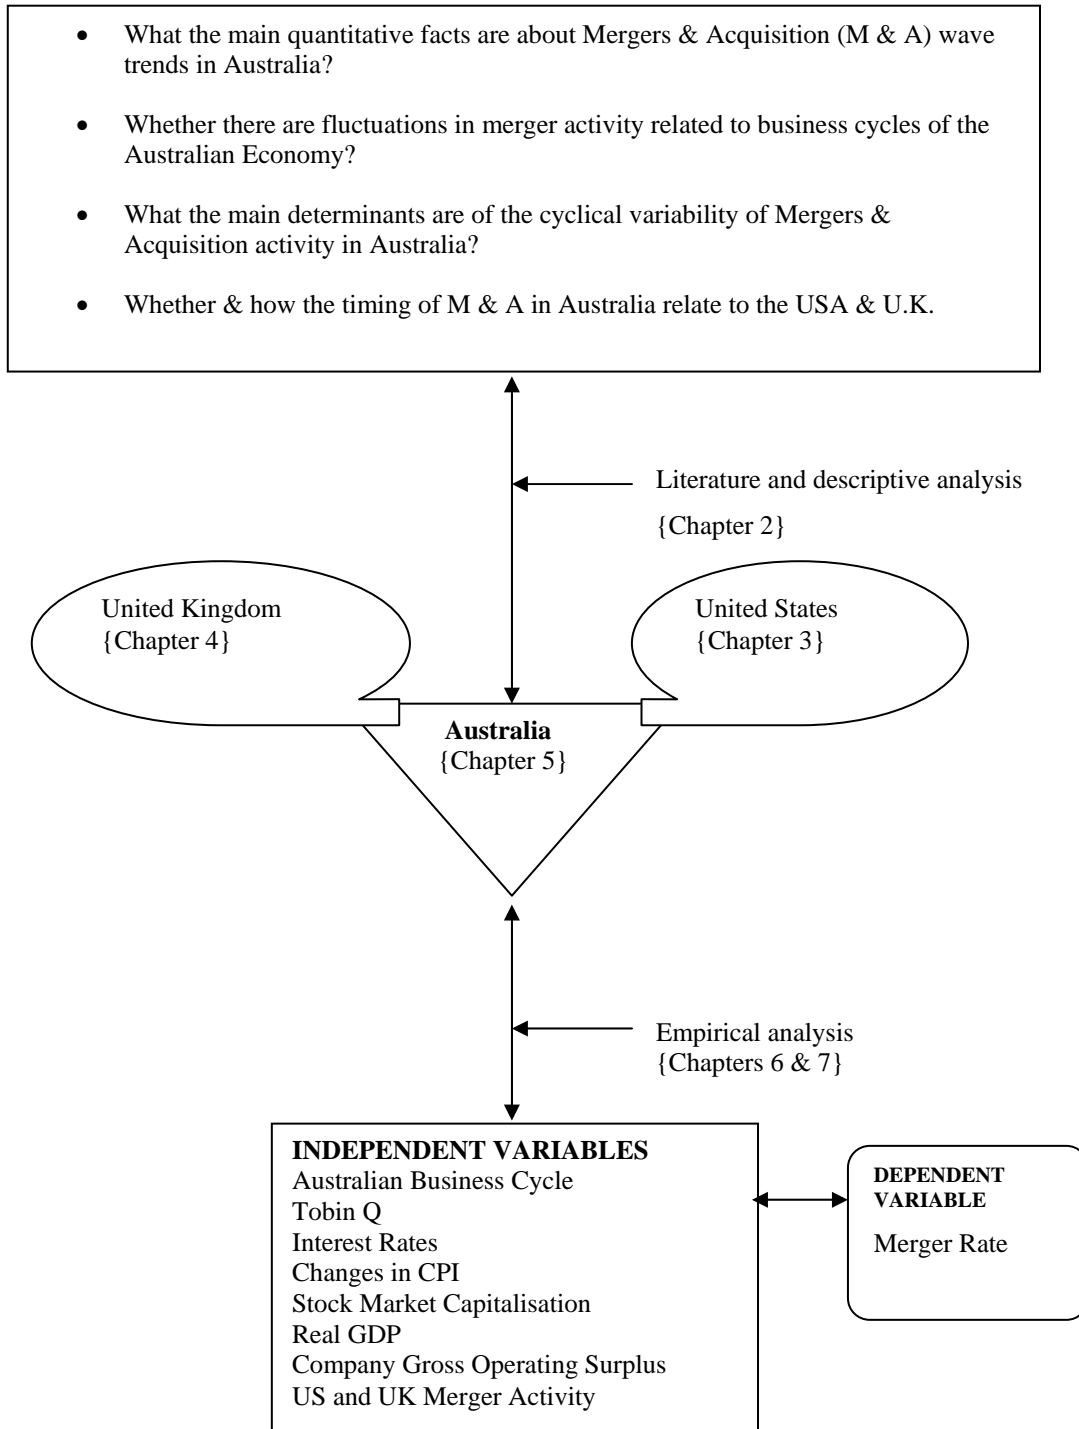 • What the main quantitative facts are about Mergers & Acquisition (M & A) wave
trends in Australia?
• Whether there are fluctuations in merger activity related to business cycles of the
Australian Economy?
• What the main determinants are of the cyclical variability of Mergers &
Acquisition activity in Australia?
• Whether & how the timing of M & A in Australia relate to the USA & U.K.
Literature and descriptive analysis
{Chapter 2}
United Kingdom
{Chapter 4}
United States
{Chapter 3}
Australia
{Chapter 5}
Empirical analysis
{Chapters 6 & 7}
INDEPENDENT VARIABLES
Australian Business Cycle
Tobin Q
Interest Rates
Changes in CPI
Stock Market Capitalisation
Real GDP
Company Gross Operating Surplus
US and UK Merger Activity
DEPENDENT
VARIABLE
Merger Rate